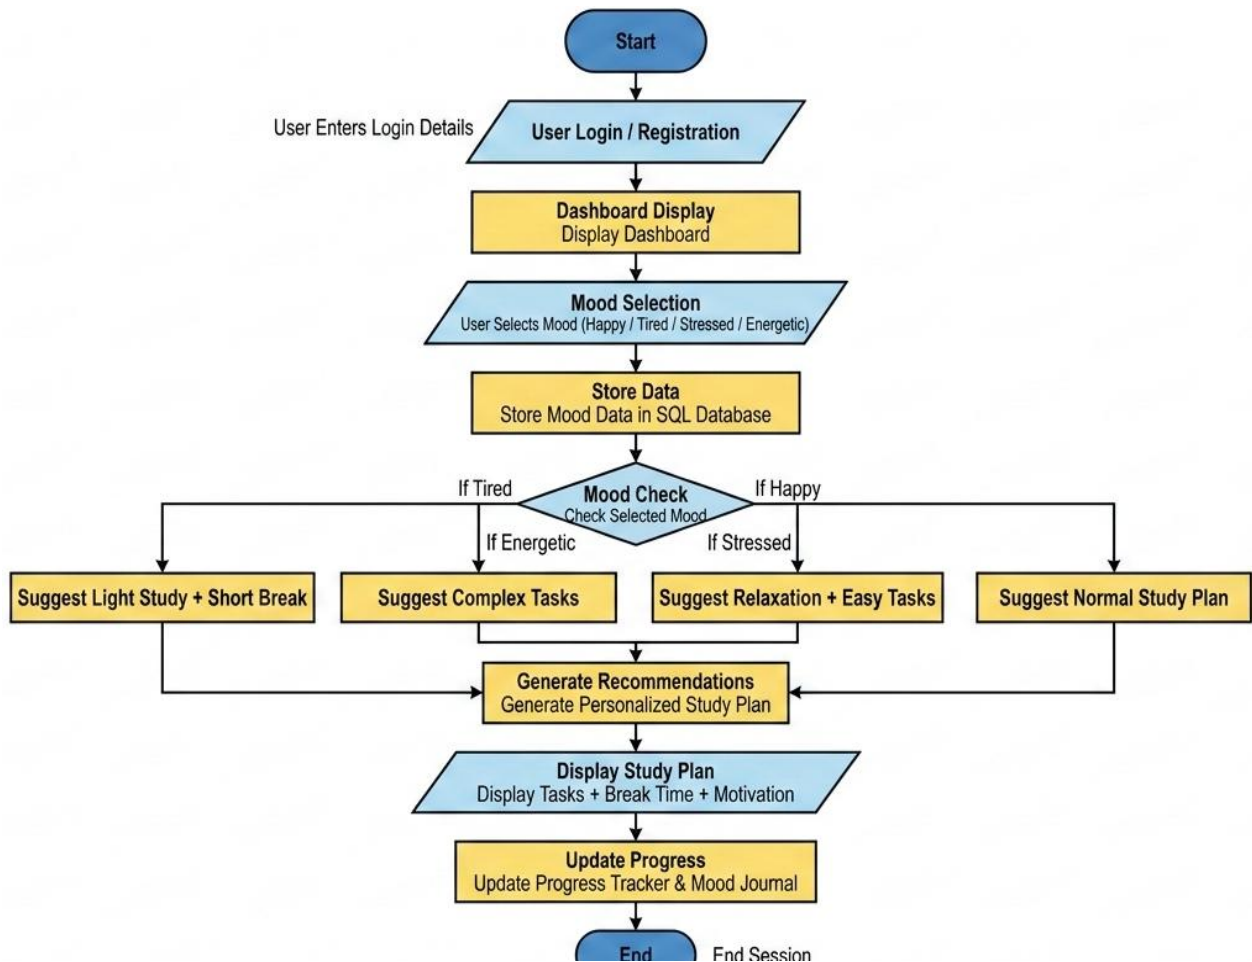 Start
User Enters Login Details
User Login / Registration
Dashboard Display
Display Dashboard
Mood Selection
User Selects Mood (Happy / Tired / Stressed / Energetic)
Store Data
Store Mood Data in SQL Database
If Tired
Mood Check
If Happy
Check Selected Mood
If Energetic
If Stressed
Suggest Light Study + Short Break
Suggest Complex Tasks
Suggest Relaxation + Easy Tasks
Suggest Normal Study Plan
Generate Recommendations
Generate Personalized Study Plan
Display Study Plan
Display Tasks + Break Time + Motivation
Update Progress
Update Progress Tracker & Mood Journal
End
End Session